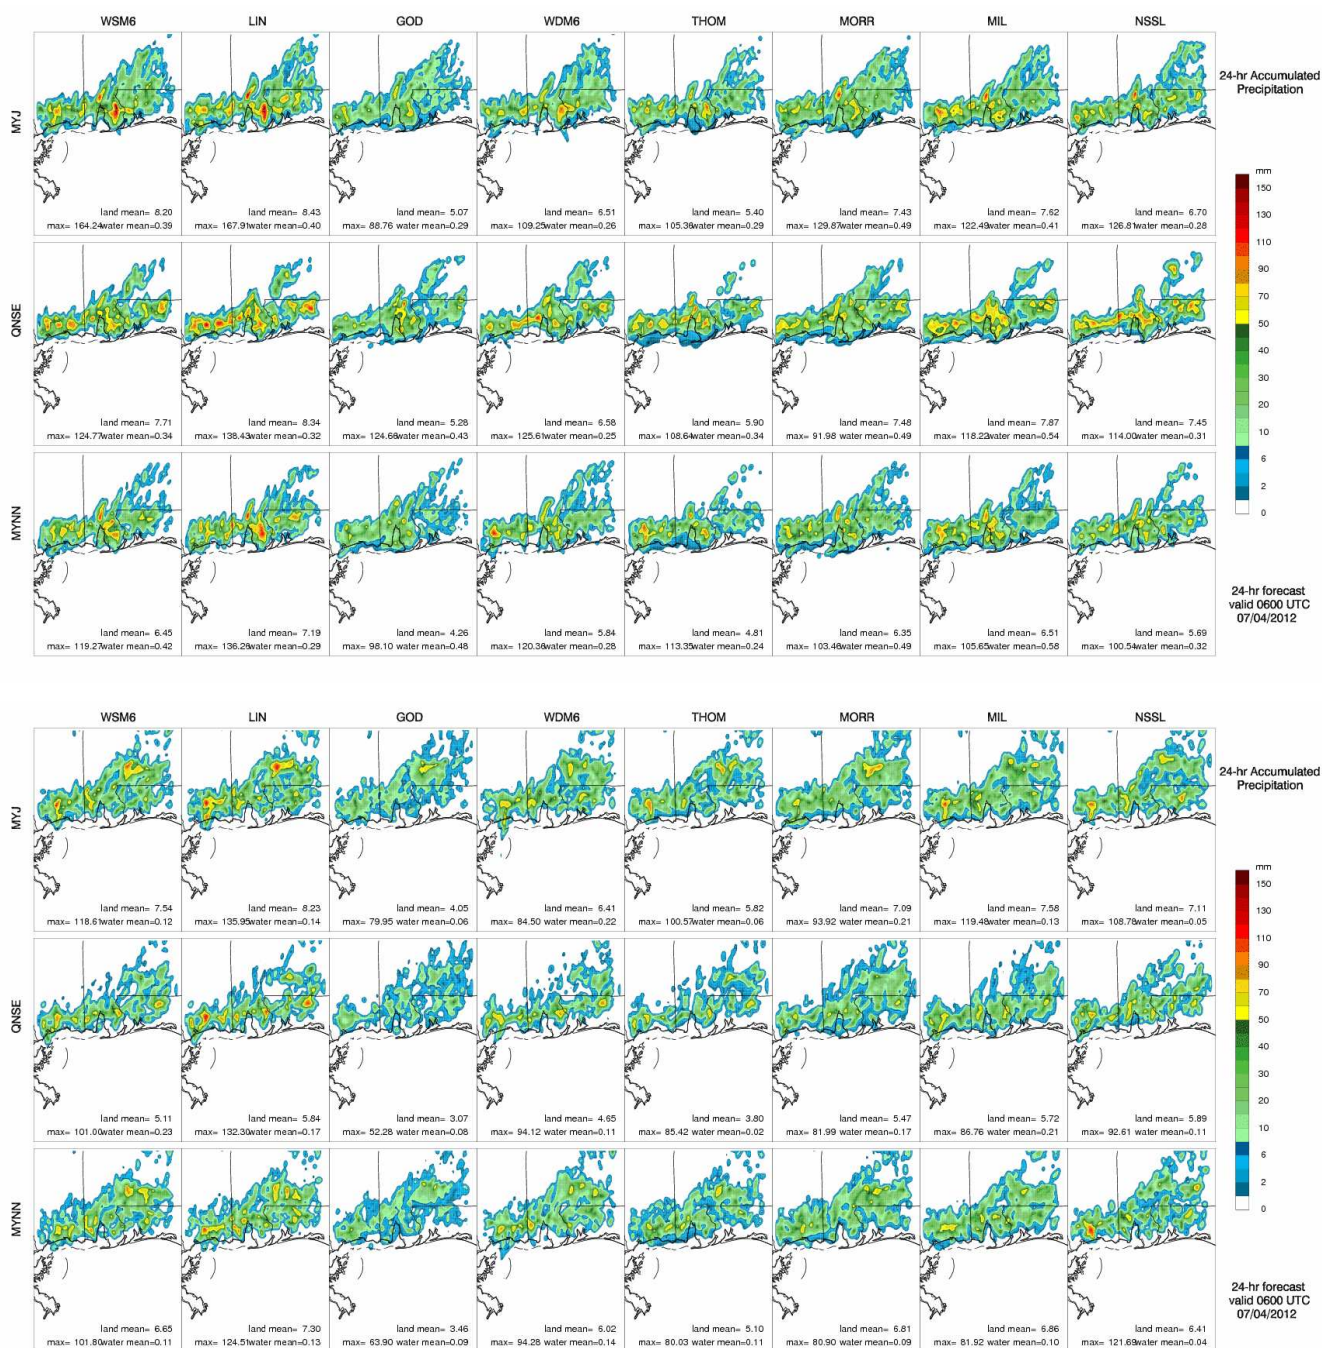 WSM6 LIN GOD WDM6 THOM MORR MIL NSSL
24-hr Accumulated
Precipitation
MYJ
land mean= 8.20 land mean= 8.43 land mean= 5.07 land mean= 6.51 land mean= 5.40 land mean= 7.43 land mean= 7.62 land mean= 6.70
max= 164.24 water mean=0.39 max= 167.91 water mean=0.40 max= 88.76 water mean=0.29 max= 109.25 water mean=0.26 max= 105.36 water mean=0.29 max= 129.87 water mean=0.49 max= 122.49 water mean=0.41 max= 126.81 water mean=0.28
QNSE
land mean= 7.71 land mean= 8.34 land mean= 5.28 land mean= 6.58 land mean= 5.90 land mean= 7.48 land mean= 7.87 land mean= 7.45
max= 124.77 water mean=0.34 max= 138.43 water mean=0.32 max= 124.66 water mean=0.43 max= 125.61 water mean=0.25 max= 108.64 water mean=0.34 max= 91.98 water mean=0.49 max= 118.22 water mean=0.54 max= 114.00 water mean=0.31
MYNN
land mean= 6.45 land mean= 7.19 land mean= 4.26 land mean= 5.84 land mean= 4.81 land mean= 6.35 land mean= 6.51 land mean= 5.69
max= 119.27 water mean=0.42 max= 136.26 water mean=0.29 max= 98.10 water mean=0.48 max= 120.36 water mean=0.28 max= 113.35 water mean=0.24 max= 103.46 water mean=0.49 max= 105.65 water mean=0.58 max= 100.54 water mean=0.32
mm
150
130
110
90
70
50
40
30
20
10
6
2
0
24-hr forecast
valid 0600 UTC
07/04/2012
WSM6 LIN GOD WDM6 THOM MORR MIL NSSL
24-hr Accumulated
Precipitation
MYJ
land mean= 7.54 land mean= 8.23 land mean= 4.05 land mean= 6.41 land mean= 5.82 land mean= 7.09 land mean= 7.58 land mean= 7.11
max= 118.61 water mean=0.12 max= 135.95 water mean=0.14 max= 79.95 water mean=0.06 max= 84.50 water mean=0.22 max= 100.57 water mean=0.06 max= 93.92 water mean=0.21 max= 119.48 water mean=0.13 max= 108.78 water mean=0.05
QNSE
land mean= 5.11 land mean= 5.84 land mean= 3.07 land mean= 4.65 land mean= 3.80 land mean= 5.47 land mean= 5.72 land mean= 5.89
max= 101.00 water mean=0.23 max= 132.30 water mean=0.17 max= 52.28 water mean=0.08 max= 94.12 water mean=0.11 max= 85.42 water mean=0.02 max= 81.99 water mean=0.17 max= 86.76 water mean=0.21 max= 92.61 water mean=0.11
MYNN
land mean= 6.65 land mean= 7.30 land mean= 3.46 land mean= 6.02 land mean= 5.10 land mean= 6.81 land mean= 6.86 land mean= 6.41
max= 101.80 water mean=0.11 max= 124.51 water mean=0.13 max= 63.90 water mean=0.09 max= 94.28 water mean=0.14 max= 80.03 water mean=0.11 max= 80.90 water mean=0.09 max= 81.92 water mean=0.10 max= 121.69 water mean=0.04
mm
150
130
110
90
70
50
40
30
20
10
6
2
0
24-hr forecast
valid 0600 UTC
07/04/2012